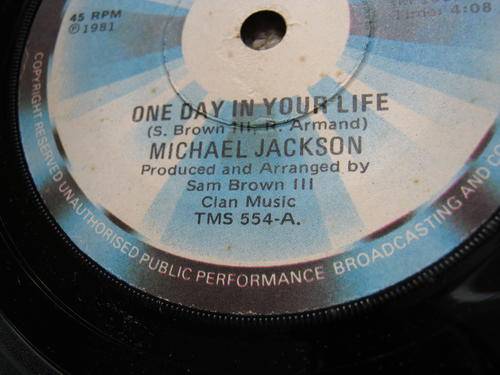 45 RPM
℗1981
Time: 4:08
ONE DAY IN YOUR LIFE
(S. Brown III, R. Armand)
MICHAEL JACKSON
Produced and Arranged by
Sam Brown III
Clan Music
TMS 554-A.
COPYRIGHT RESERVED UNAUTHORISED PUBLIC PERFORMANCE BROADCASTING AND